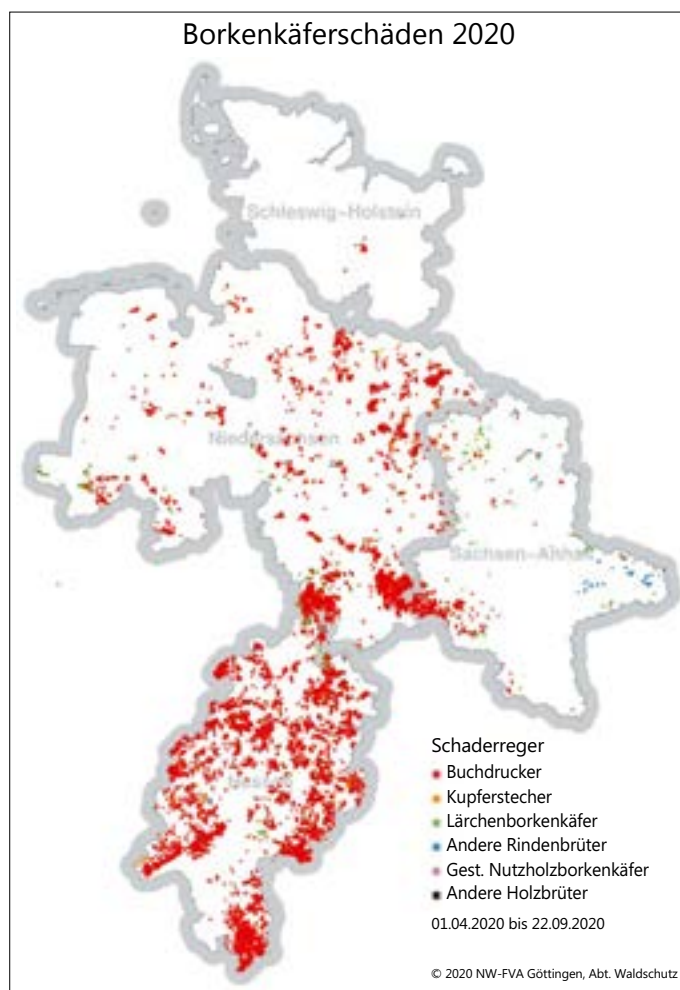 Borkenkäferschäden 2020
Schleswig-Holstein
Niedersachsen
Sachsen-Anhalt
Hessen
Schaderreger
Buchdrucker
Kupferstecher
Lärchenborkenkäfer
Andere Rindenbrüter
Gest. Nutzholzborkenkäfer
Andere Holzbrüter
01.04.2020 bis 22.09.2020
© 2020 NW-FVA Göttingen, Abt. Waldschutz